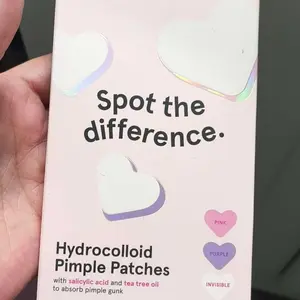 Spot the
difference.
Hydrocolloid
Pimple Patches
with salicylic acid and tea tree oil
to absorb pimple gunk
PINK
PURPLE
INVISIBLE